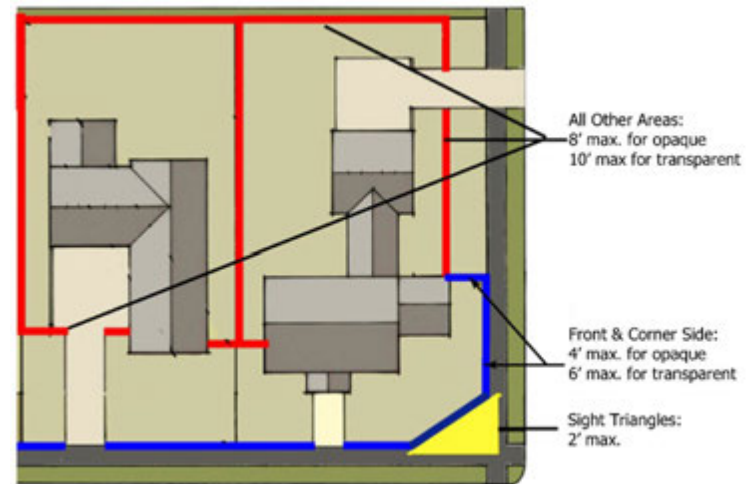 All Other Areas:
8' max. for opaque
10' max for transparent
Front & Corner Side:
4' max. for opaque
6' max. for transparent
Sight Triangles:
2' max.